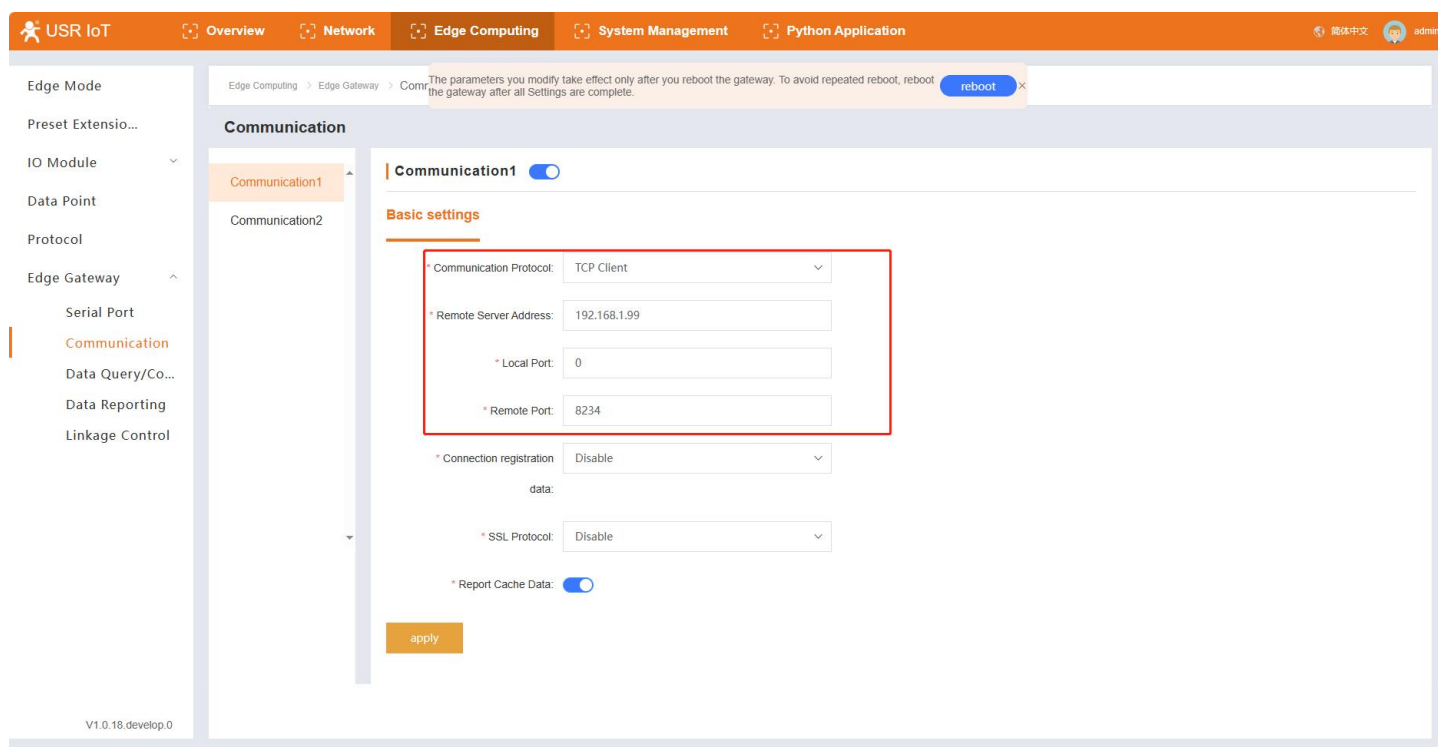 USR IoT
Overview
Network
Edge Computing
System Management
Python Application
简体中文
admin
Edge Mode
Preset Extensio...
IO Module
Data Point
Protocol
Edge Gateway
Serial Port
Communication
Data Query/Co...
Data Reporting
Linkage Control
V1.0.18.develop.0
Edge Computing > Edge Gateway >
The parameters you modify take effect only after you reboot the gateway. To avoid repeated reboot, reboot
the gateway after all Settings are complete.
reboot
Communication
Communication1
Communication2
Communication1
Basic settings
* Communication Protocol: TCP Client
* Remote Server Address: 192.168.1.99
* Local Port: 0
* Remote Port: 8234
* Connection registration Disable
data:
* SSL Protocol: Disable
* Report Cache Data:
apply